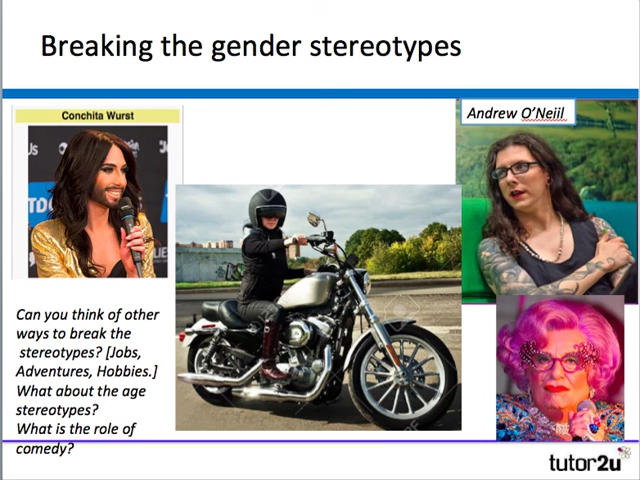 Breaking the gender stereotypes
Conchita Wurst
Andrew O’Neiil
Can you think of other
ways to break the
stereotypes? [Jobs,
Adventures, Hobbies.]
What about the age
stereotypes?
What is the role of
comedy?
tutor2u